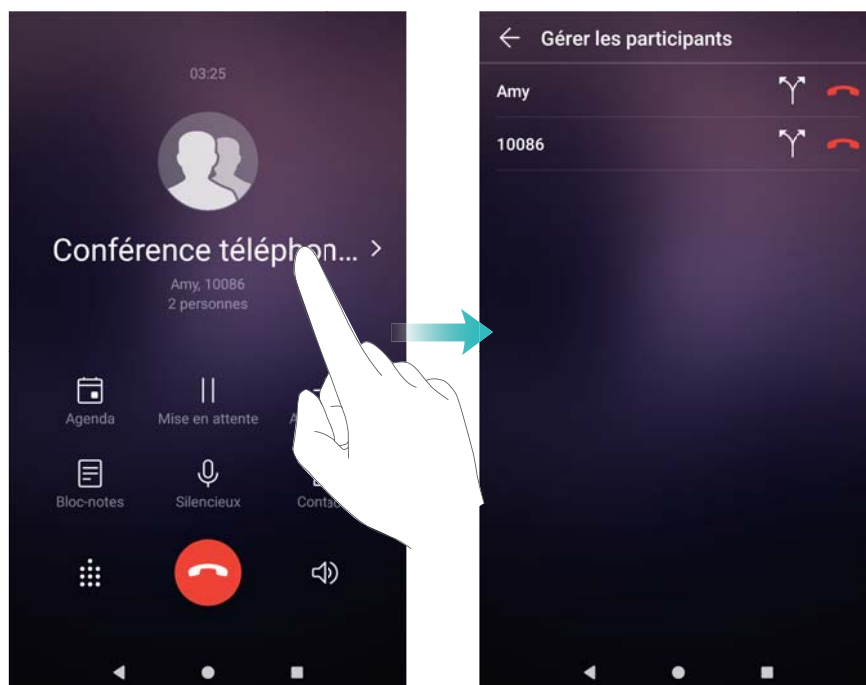 03:25
Conférence téléphon...
Amy, 10086
2 personnes
Agenda
Mise en attente
Bloc-notes
Silencieux
Gérer les participants
Amy
10086